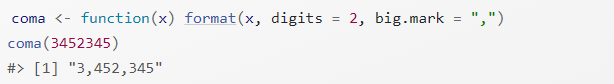 coma <- function(x) format(x, digits = 2, big.mark = ",")
coma(3452345)
#> [1] "3,452,345"